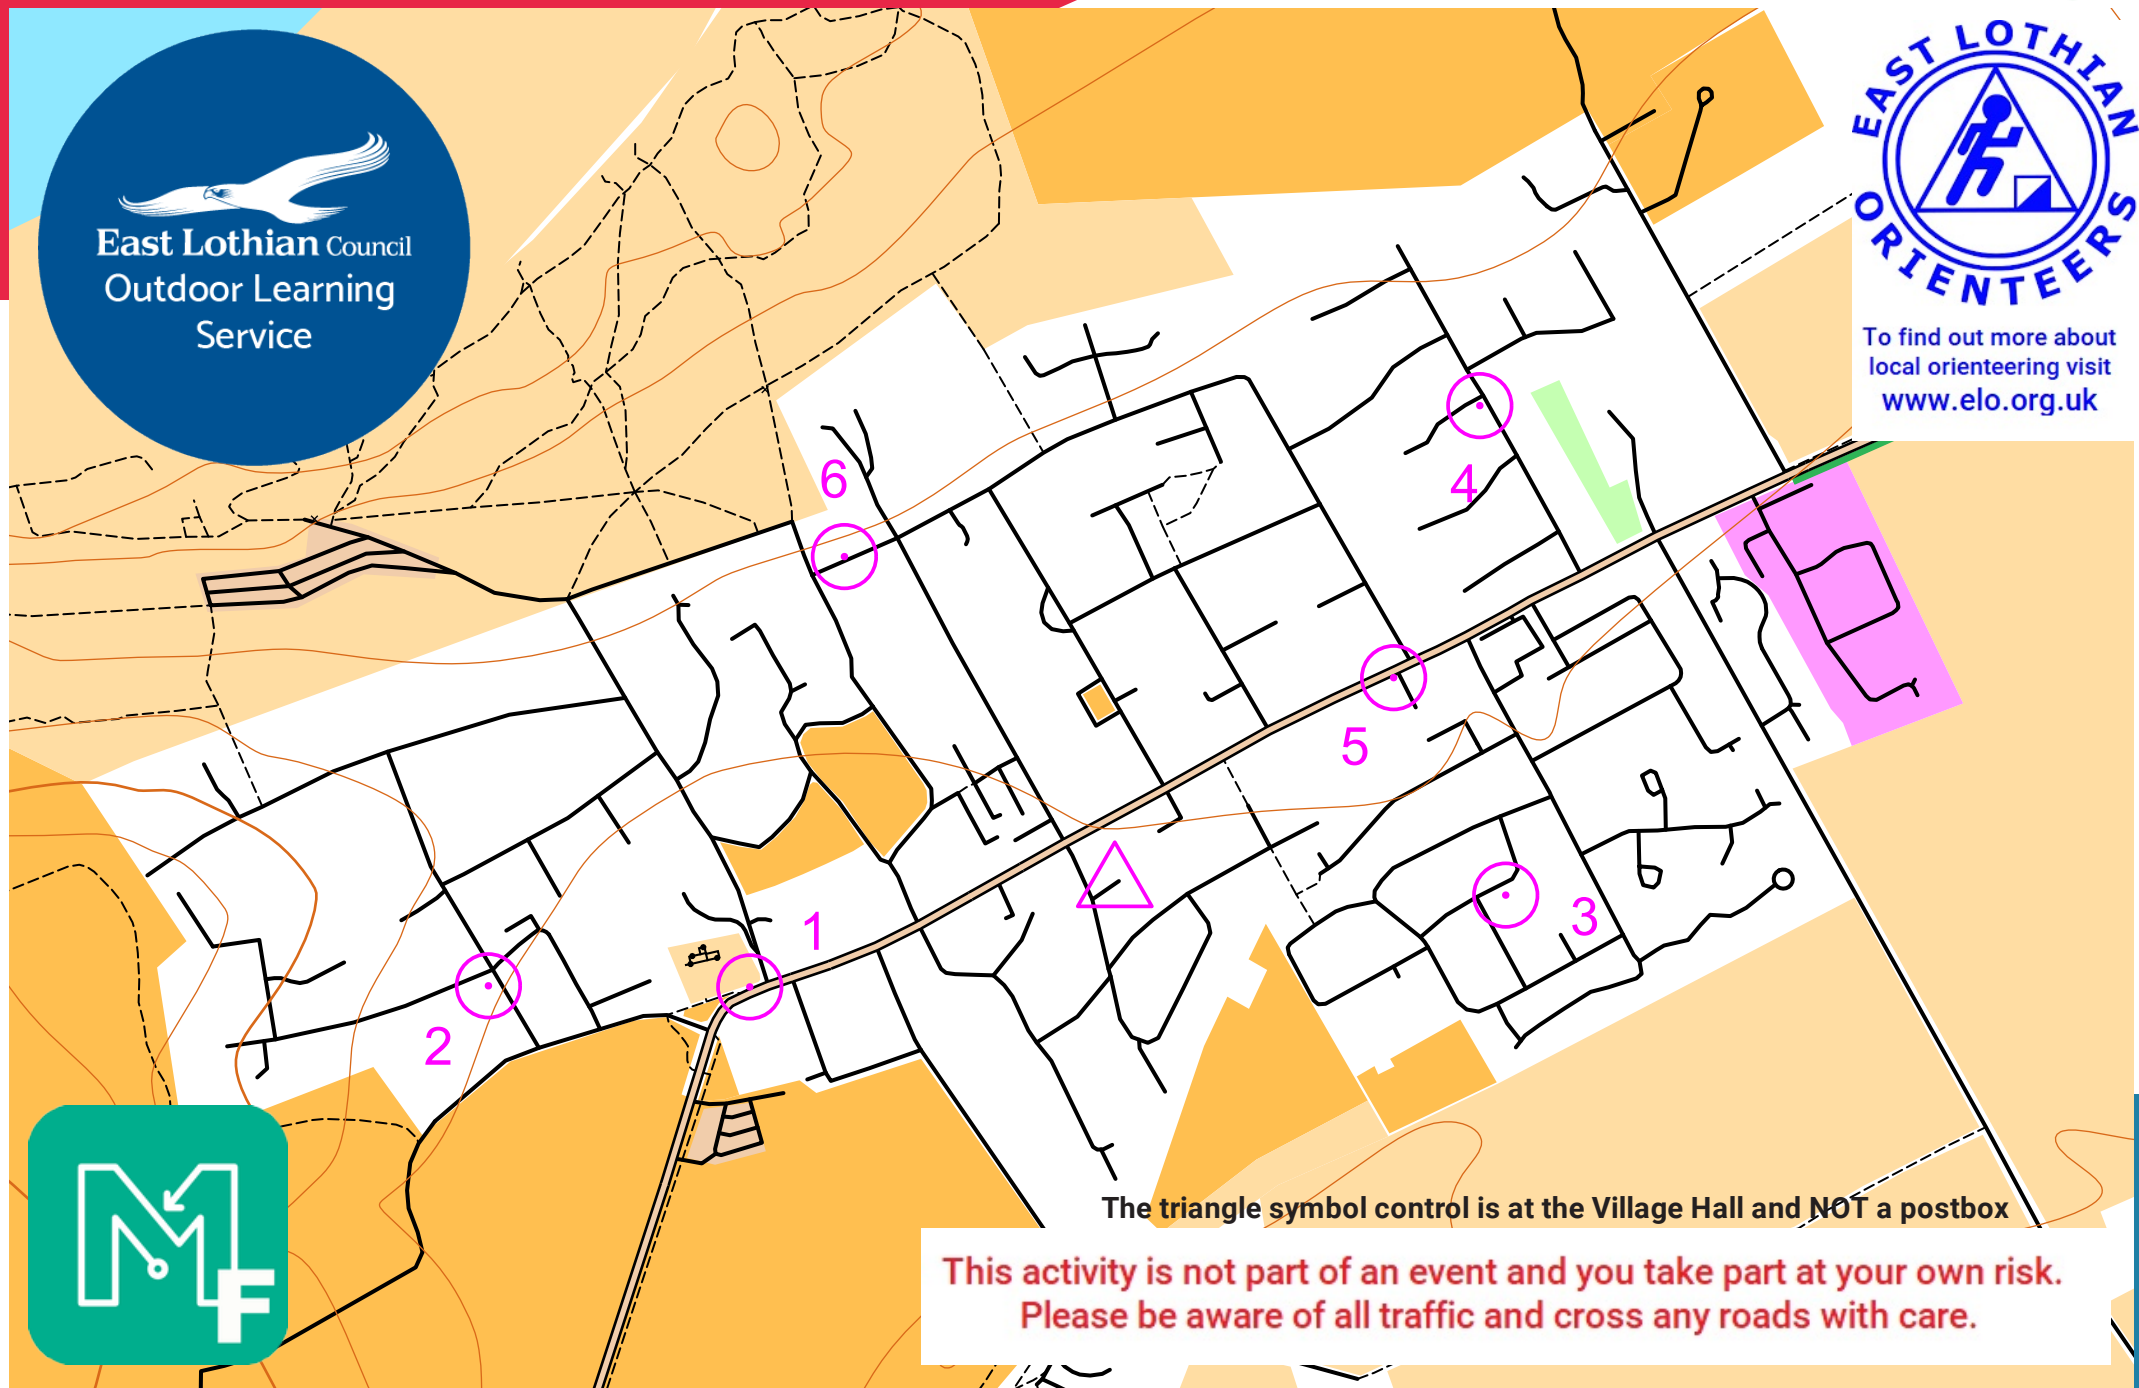 East Lothian Council
Outdoor Learning
Service
EAST LOTHIAN
ORIENTEERS
To find out more about
local orienteering visit
www.elo.org.uk
6
4
5
1
3
2
The triangle symbol control is at the Village Hall and NOT a postbox
This activity is not part of an event and you take part at your own risk.
Please be aware of all traffic and cross any roads with care.
MF